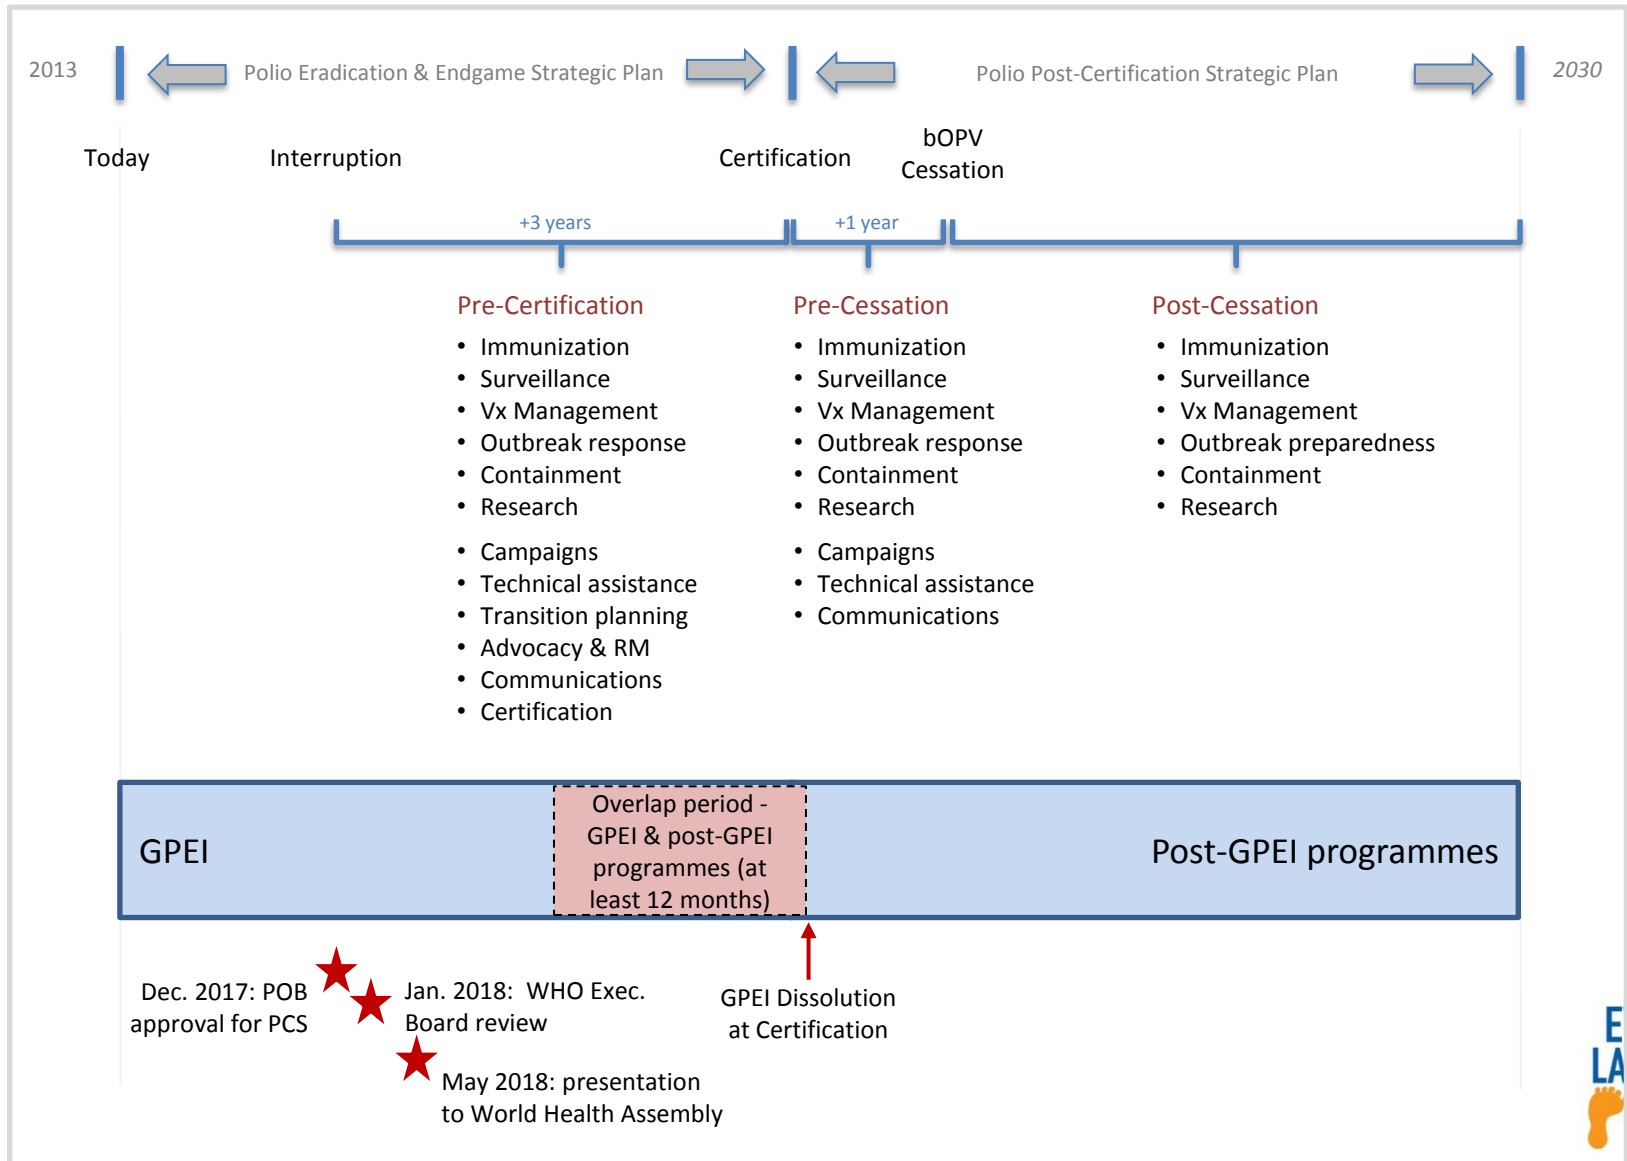 2013
Polio Eradication & Endgame Strategic Plan
Polio Post-Certification Strategic Plan
2030
Today
Interruption
Certification
bOPV
Cessation
+3 years
+1 year
Pre-Certification
• Immunization
• Surveillance
• Vx Management
• Outbreak response
• Containment
• Research
• Campaigns
• Technical assistance
• Transition planning
• Advocacy & RM
• Communications
• Certification
Pre-Cessation
• Immunization
• Surveillance
• Vx Management
• Outbreak response
• Containment
• Research
• Campaigns
• Technical assistance
• Communications
Post-Cessation
• Immunization
• Surveillance
• Vx Management
• Outbreak preparedness
• Containment
• Research
GPEI
Overlap period -
GPEI & post-GPEI
programmes (at
least 12 months)
Post-GPEI programmes
Dec. 2017: POB
approval for PCS
Jan. 2018:  WHO Exec.
Board review
May 2018: presentation
to World Health Assembly
GPEI Dissolution
at Certification
E
LA